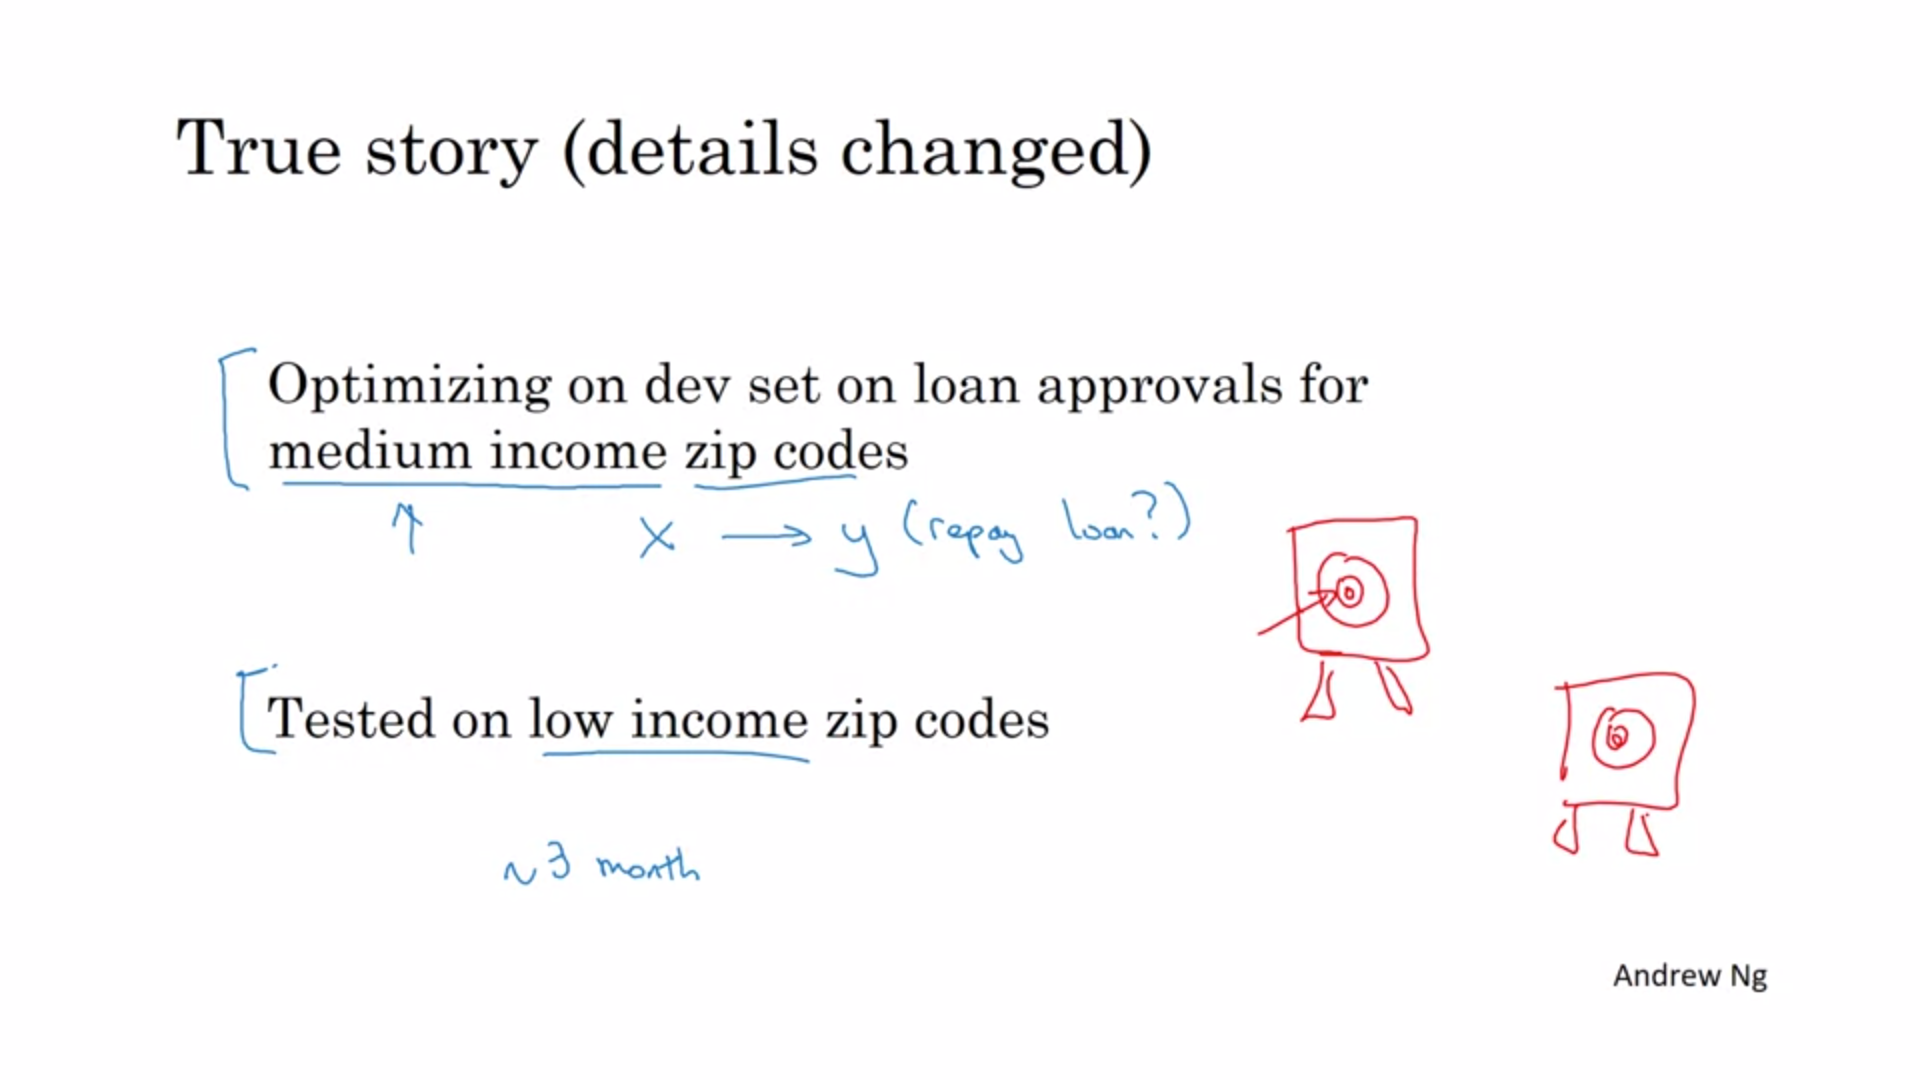 True story (details changed)
Optimizing on dev set on loan approvals for
medium income zip codes
x → y (repay loan?)
Tested on low income zip codes
~3 month
Andrew Ng